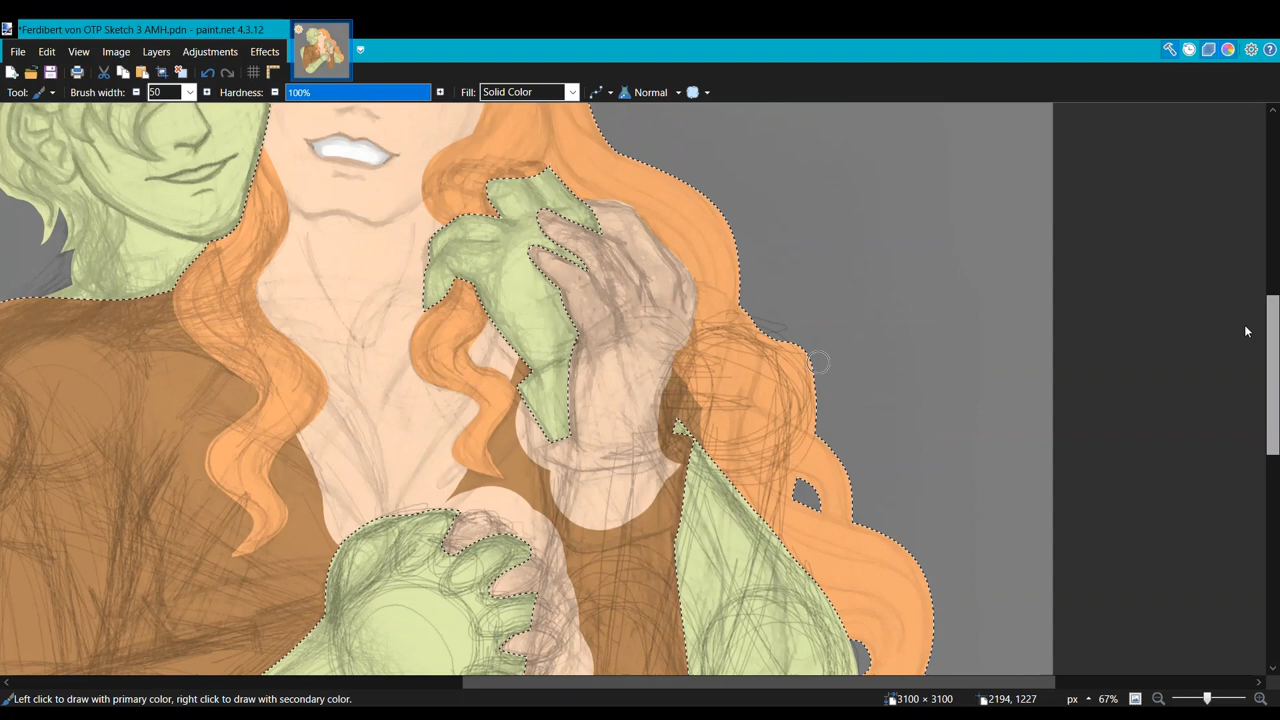 *Ferdibert von OTP Sketch 3 AMH.pdn - paint.net 4.3.12
File Edit View Image Layers Adjustments Effects
Tool: Brush width: 50 Hardness: 100% Fill: Solid Color Normal
Left click to draw with primary color, right click to draw with secondary color. 3100 × 3100 2194, 1227 px 67%